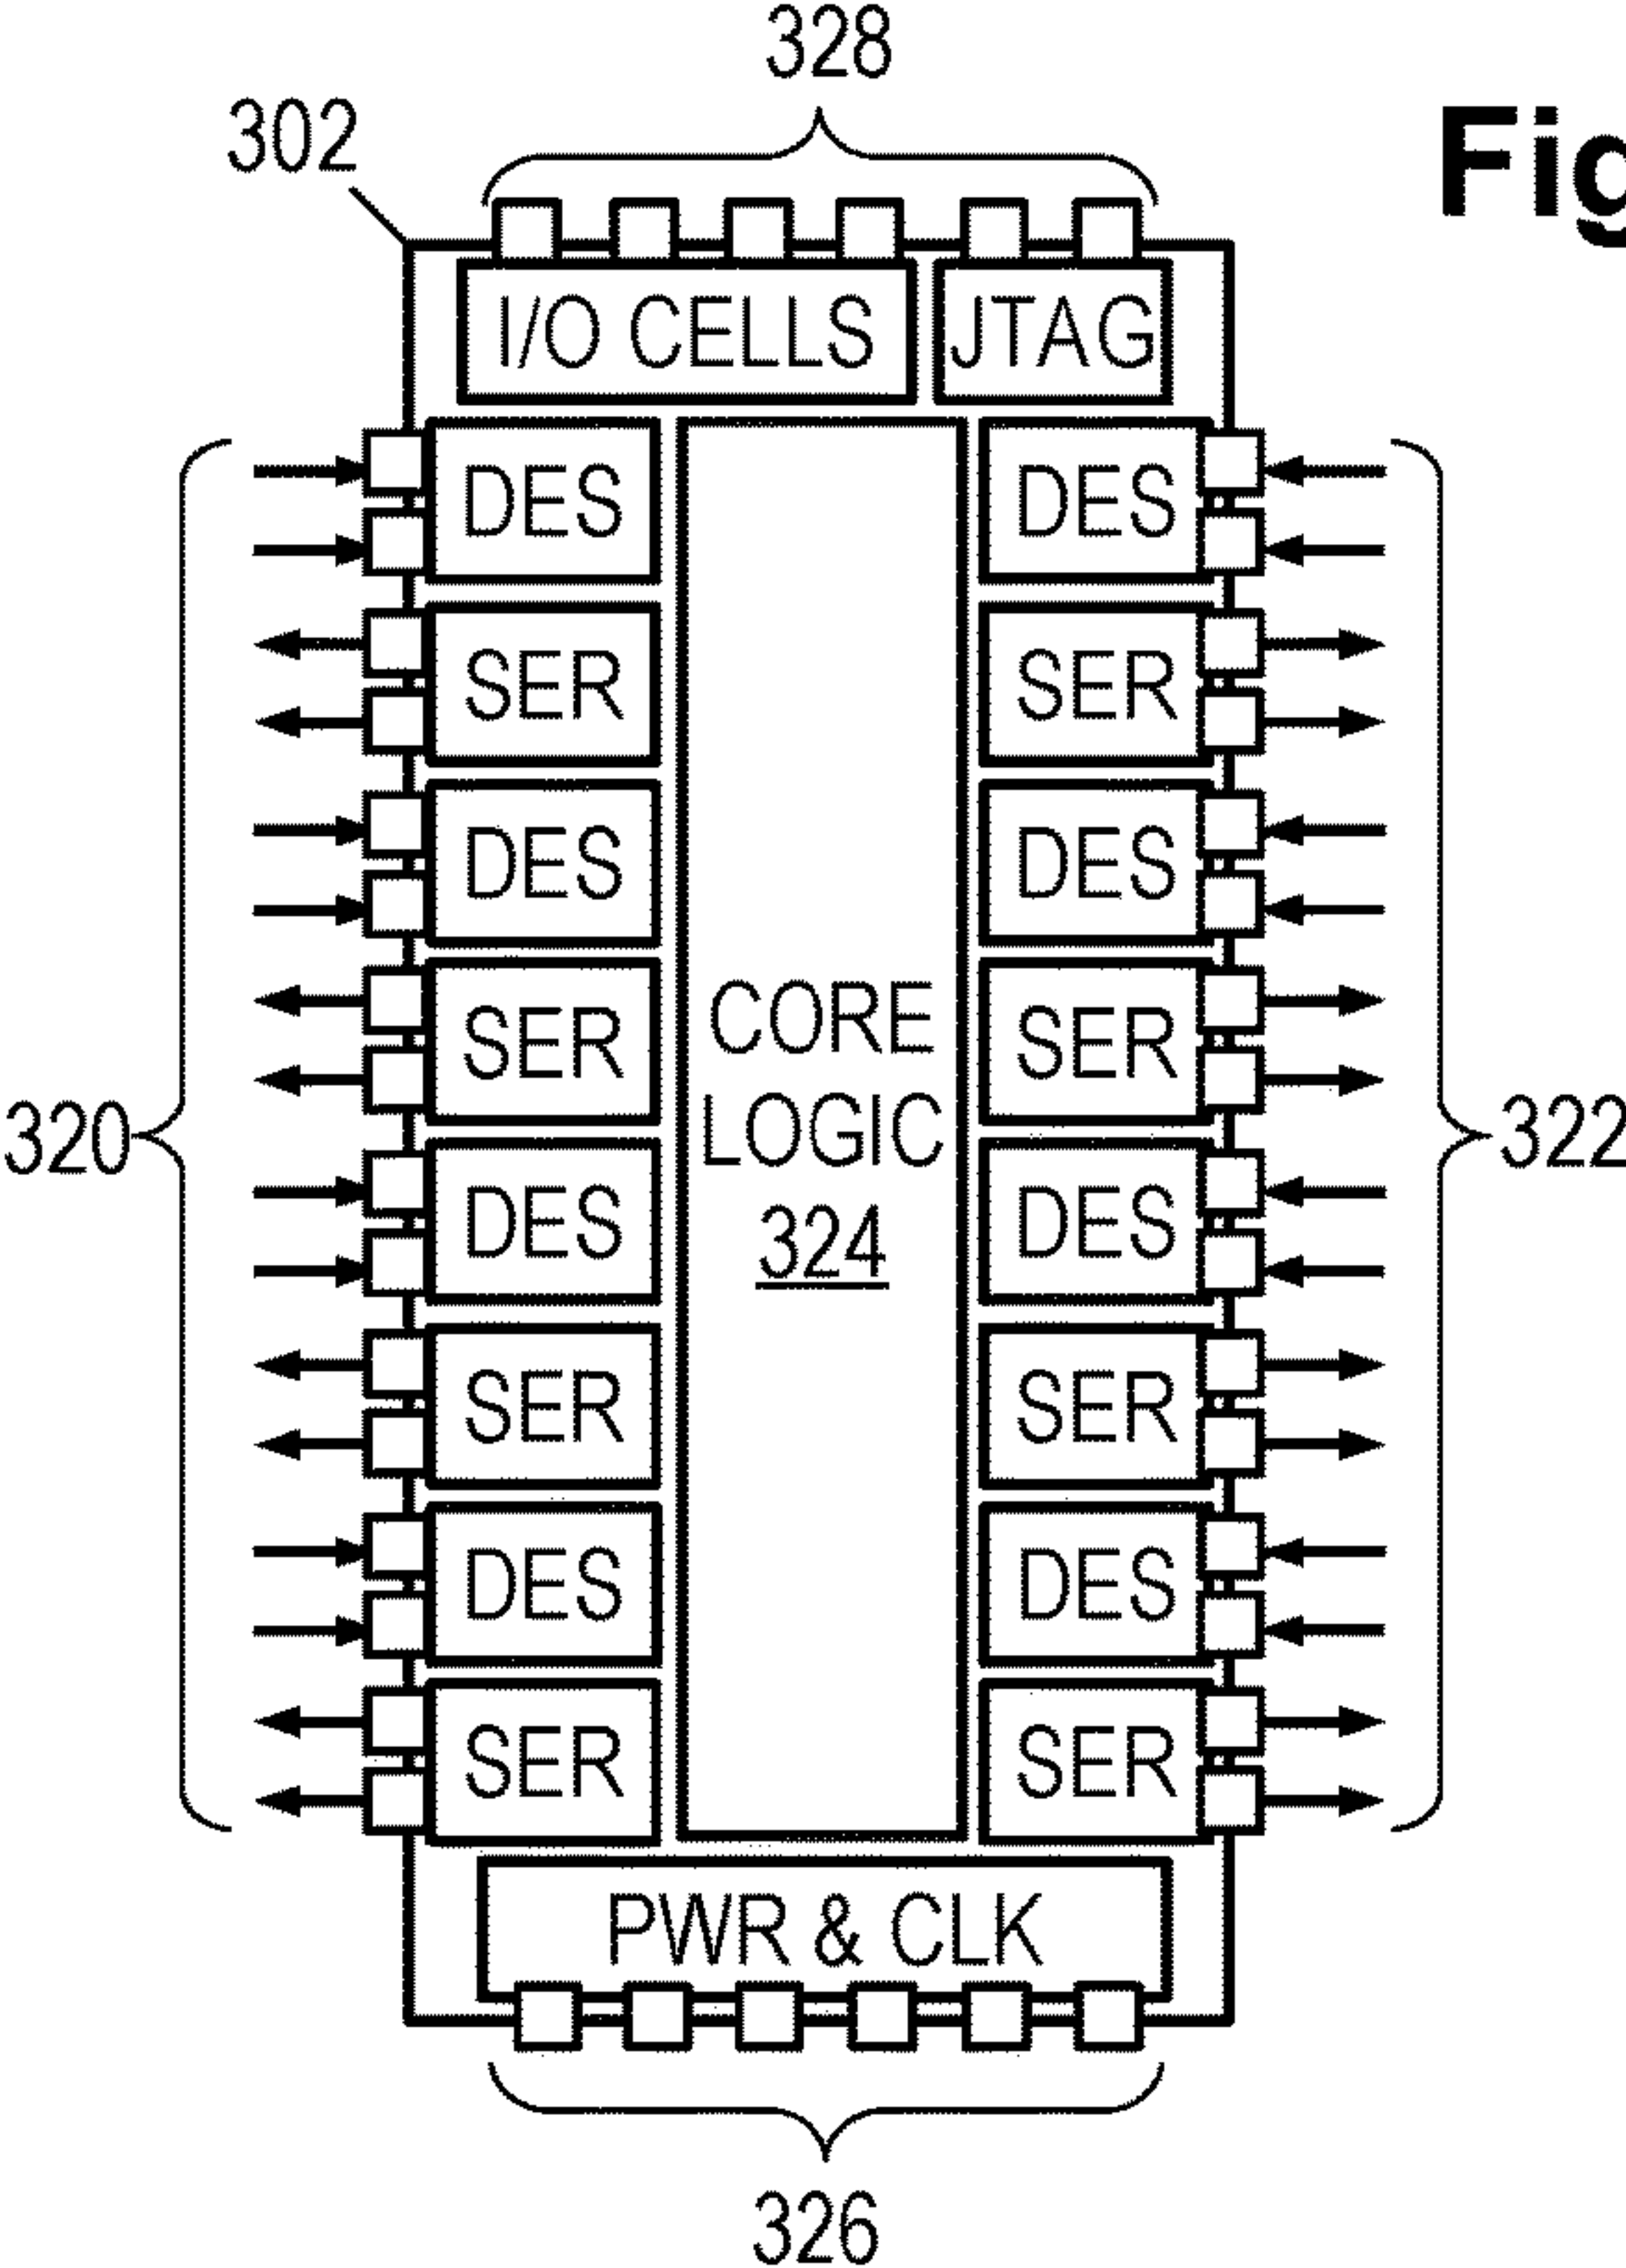 328
302
Fig
I/O CELLS JTAG
DES DES
SER SER
DES DES
SER CORE SER
320 LOGIC 322
DES 324 DES
SER SER
DES DES
SER SER
PWR & CLK
326